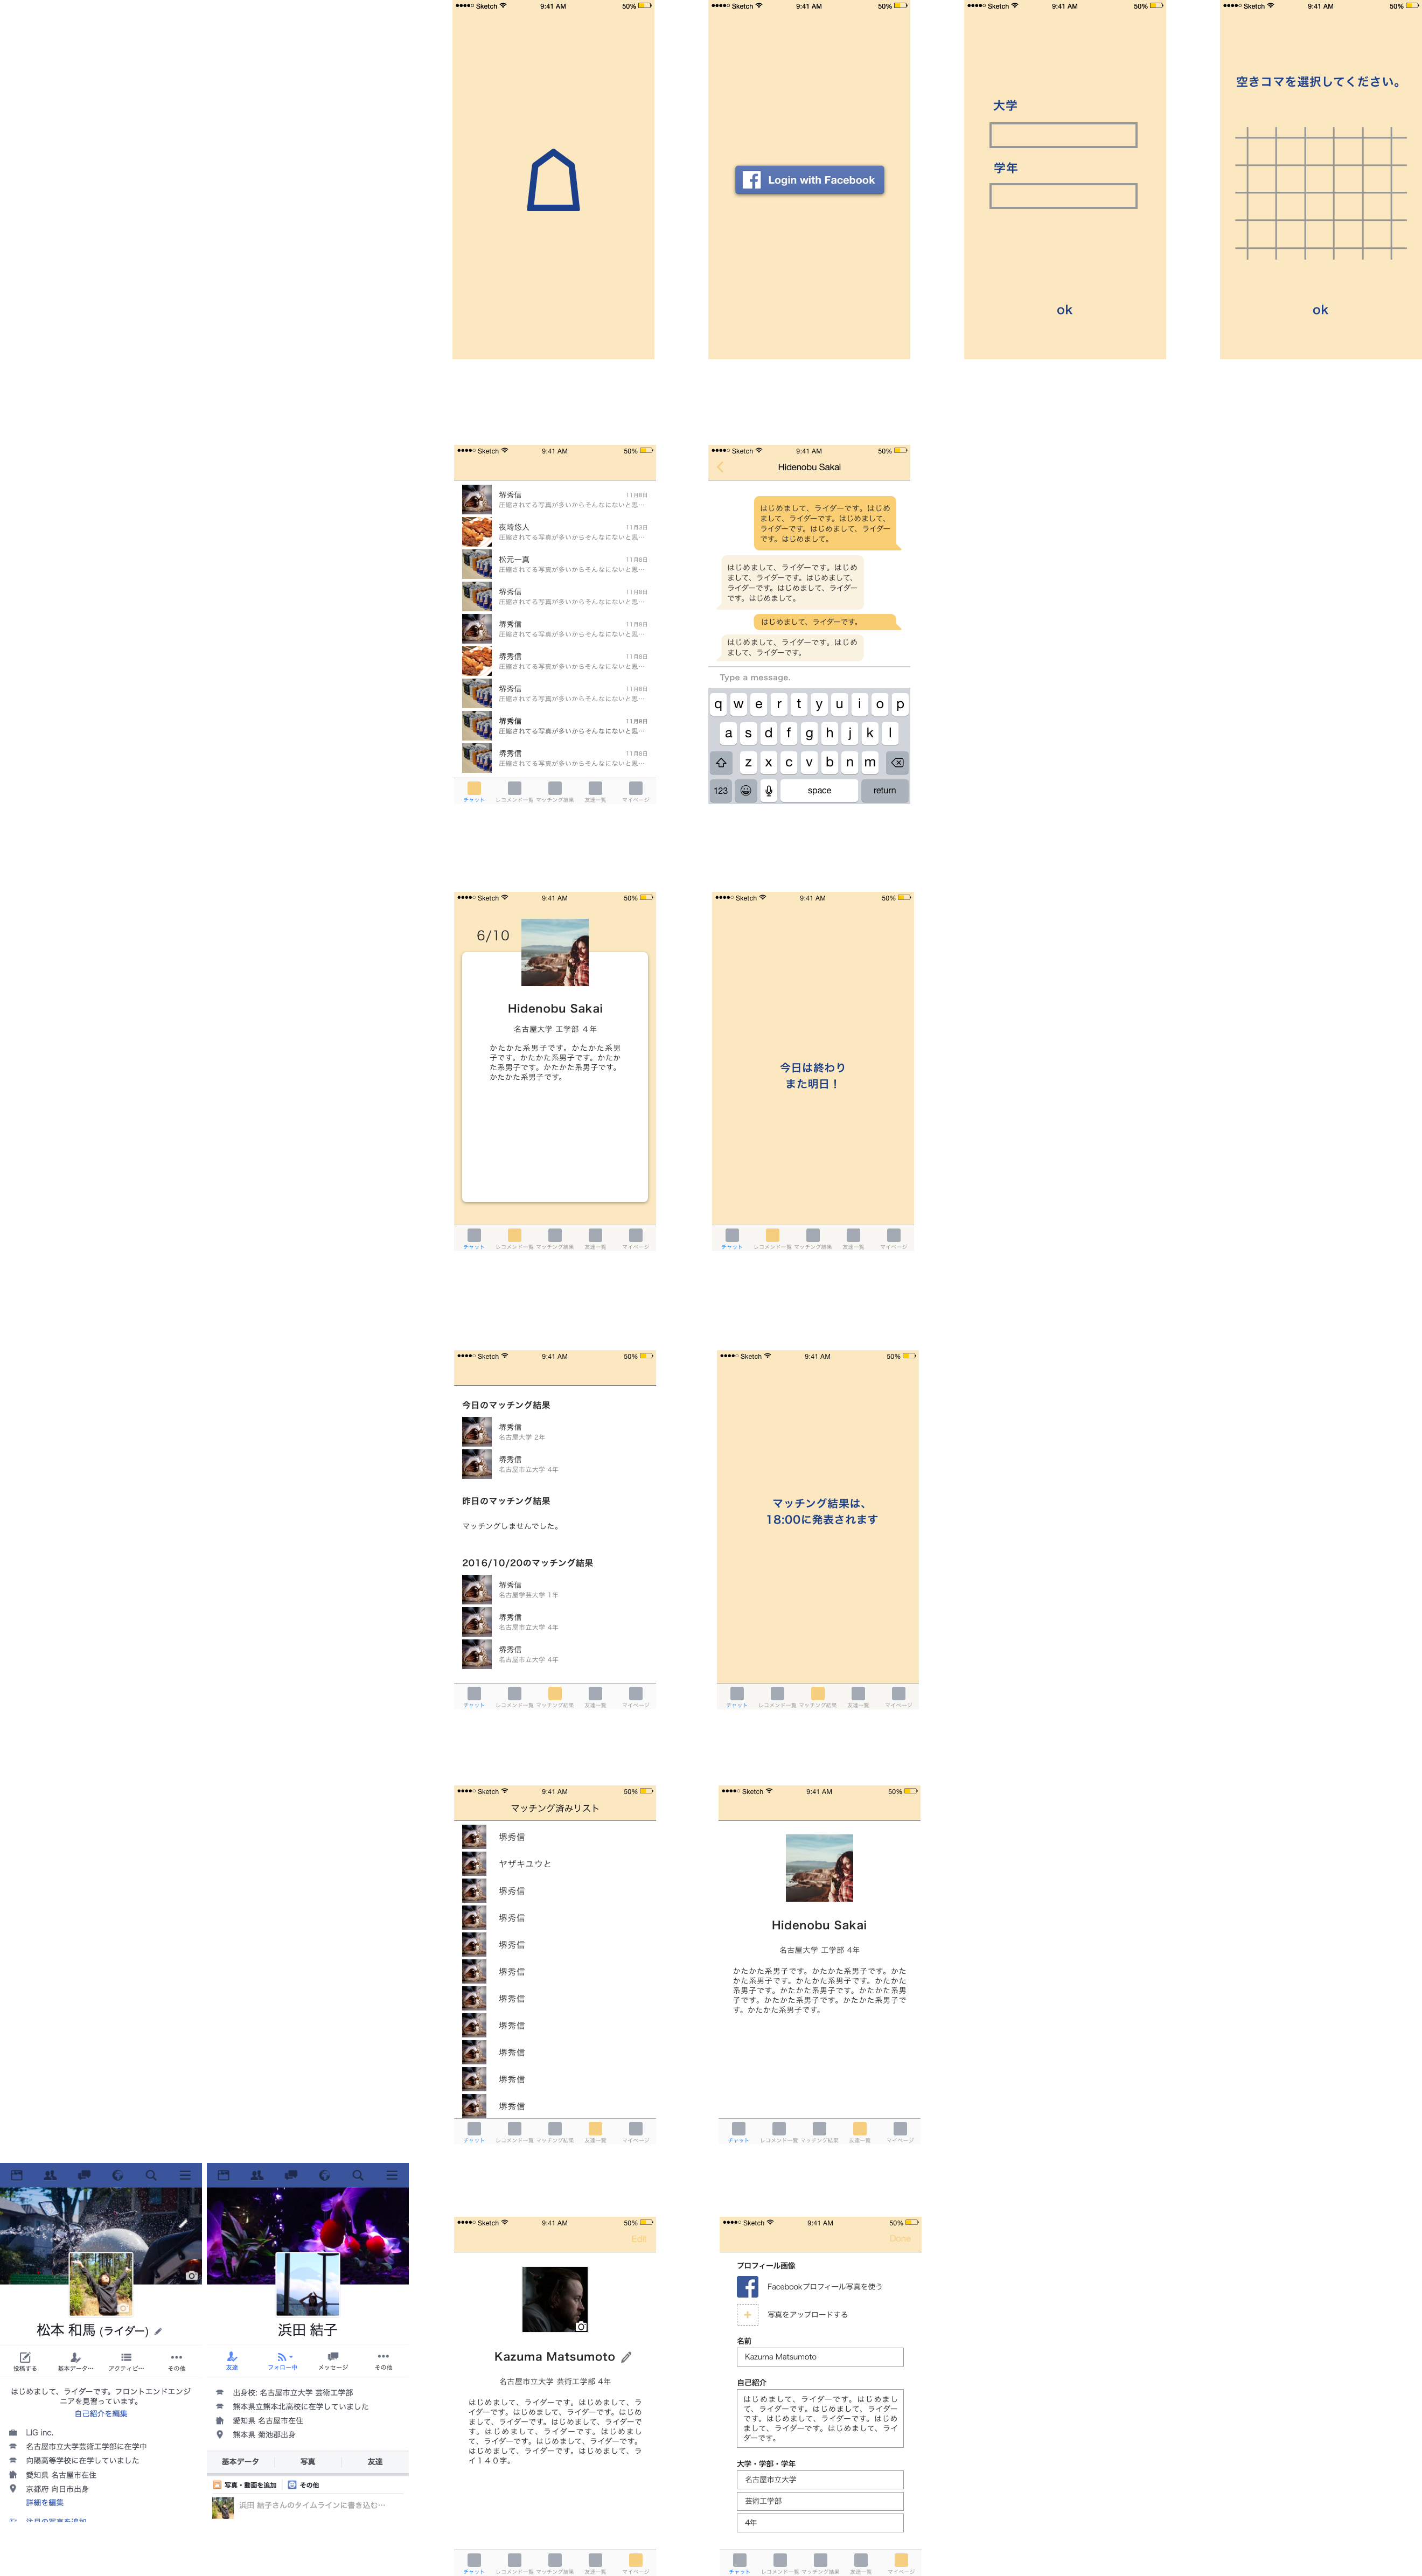 Sketch 9:41 AM 50%
Sketch 9:41 AM 50%
Login with Facebook
Sketch 9:41 AM 50%
大学
学年
ok
Sketch 9:41 AM 50%
空きコマを選択してください。
ok
Sketch 9:41 AM 50%
堺秀信 11月8日
圧縮されてる写真が多いからそんなにないと思…
夜埼悠人 11月3日
圧縮されてる写真が多いからそんなにないと思…
松元一真 11月8日
圧縮されてる写真が多いからそんなにないと思…
堺秀信 11月8日
圧縮されてる写真が多いからそんなにないと思…
堺秀信 11月8日
圧縮されてる写真が多いからそんなにないと思…
堺秀信 11月8日
圧縮されてる写真が多いからそんなにないと思…
堺秀信 11月8日
圧縮されてる写真が多いからそんなにないと思…
堺秀信 11月8日
圧縮されてる写真が多いからそんなにないと思…
堺秀信 11月8日
圧縮されてる写真が多いからそんなにないと思…
チャット レコメンド一覧 マッチング結果 友達一覧 マイページ
Sketch 9:41 AM 50%
Hidenobu Sakai
はじめまして、ライダーです。はじめ
まして、ライダーです。はじめまして、
ライダーです。はじめまして、ライダー
です。はじめまして。
はじめまして、ライダーです。はじめ
まして、ライダーです。はじめまして、
ライダーです。はじめまして、ライダー
です。はじめまして。
はじめまして、ライダーです。
はじめまして、ライダーです。はじめ
まして、ライダーです。
Type a message.
q w e r t y u i o p
a s d f g h j k l
z x c v b n m
123 space return
Sketch 9:41 AM 50%
6/10
Hidenobu Sakai
名古屋大学 工学部 4年
かたかた系男子です。かたかた系男
子です。かたかた系男子です。かたか
た系男子です。かたかた系男子です。
かたかた系男子です。
チャット レコメンド一覧 マッチング結果 友達一覧 マイページ
Sketch 9:41 AM 50%
今日は終わり
また明日！
チャット レコメンド一覧 マッチング結果 友達一覧 マイページ
Sketch 9:41 AM 50%
今日のマッチング結果
堺秀信
名古屋大学 2年
堺秀信
名古屋市立大学 4年
昨日のマッチング結果
マッチングしませんでした。
2016/10/20のマッチング結果
堺秀信
名古屋学芸大学 1年
堺秀信
名古屋市立大学 4年
堺秀信
名古屋市立大学 4年
チャット レコメンド一覧 マッチング結果 友達一覧 マイページ
Sketch 9:41 AM 50%
マッチング結果は、
18:00に発表されます
チャット レコメンド一覧 マッチング結果 友達一覧 マイページ
Sketch 9:41 AM 50%
マッチング済みリスト
堺秀信
ヤザキユウと
堺秀信
堺秀信
堺秀信
堺秀信
堺秀信
堺秀信
堺秀信
堺秀信
堺秀信
チャット レコメンド一覧 マッチング結果 友達一覧 マイページ
Sketch 9:41 AM 50%
Hidenobu Sakai
名古屋大学 工学部 4年
かたかた系男子です。かたかた系男子です。かた
かた系男子です。かたかた系男子です。かたかた
系男子です。かたかた系男子です。かたかた系男
子です。かたかた系男子です。かたかた系男子で
す。かたかた系男子です。
チャット レコメンド一覧 マッチング結果 友達一覧 マイページ
松本 和馬 (ライダー)
投稿する 基本データ… アクティビ… その他
はじめまして、ライダーです。フロントエンドエンジ
ニアを見習っています。
自己紹介を編集
LIG inc.
名古屋市立大学芸術工学部に在学中
向陽高等学校に在学していました
愛知県 名古屋市在住
京都府 向日市出身
詳細を編集
注目の写真を追加
浜田 結子
友達 フォロー中 メッセージ その他
出身校: 名古屋市立大学 芸術工学部
熊本県立熊本北高校に在学していました
愛知県 名古屋市在住
熊本県 菊池郡出身
基本データ 写真 友達
写真・動画を追加 その他
浜田 結子さんのタイムラインに書き込む…
Sketch 9:41 AM 50%
Edit
Kazuma Matsumoto
名古屋市立大学 芸術工学部 4年
はじめまして、ライダーです。はじめまして、ラ
イダーです。はじめまして、ライダーです。はじめ
まして、ライダーです。はじめまして、ライダーで
す。はじめまして、ライダーです。はじめまし
て、ライダーです。はじめまして、ライダーです。
はじめまして、ライダーです。はじめまして、ラ
イ１４０字。
チャット レコメンド一覧 マッチング結果 友達一覧 マイページ
Sketch 9:41 AM 50%
Done
プロフィール画像
Facebookプロフィール写真を使う
写真をアップロードする
名前
Kazuma Matsumoto
自己紹介
はじめまして、ライダーです。はじめまし
て、ライダーです。はじめまして、ライダー
です。はじめまして、ライダーです。はじめ
まして、ライダーです。はじめまして、ライ
ダーです。
大学・学部・学年
名古屋市立大学
芸術工学部
4年
チャット レコメンド一覧 マッチング結果 友達一覧 マイページ